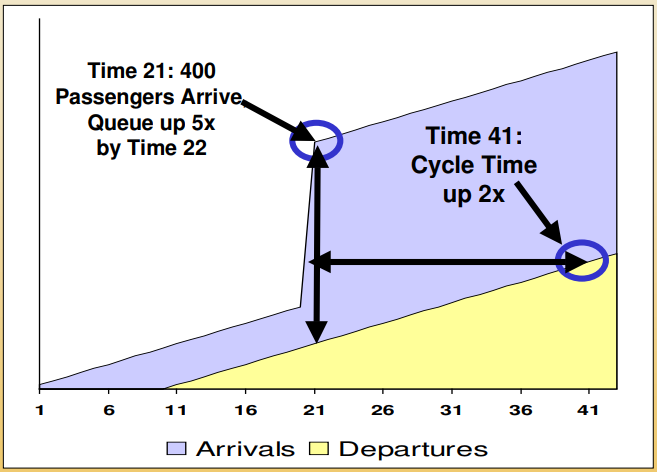 Time 21: 400
Passengers Arrive
Queue up 5x
by Time 22
Time 41:
Cycle Time
up 2x
1 6 11 16 21 26 31 36 41
Arrivals Departures